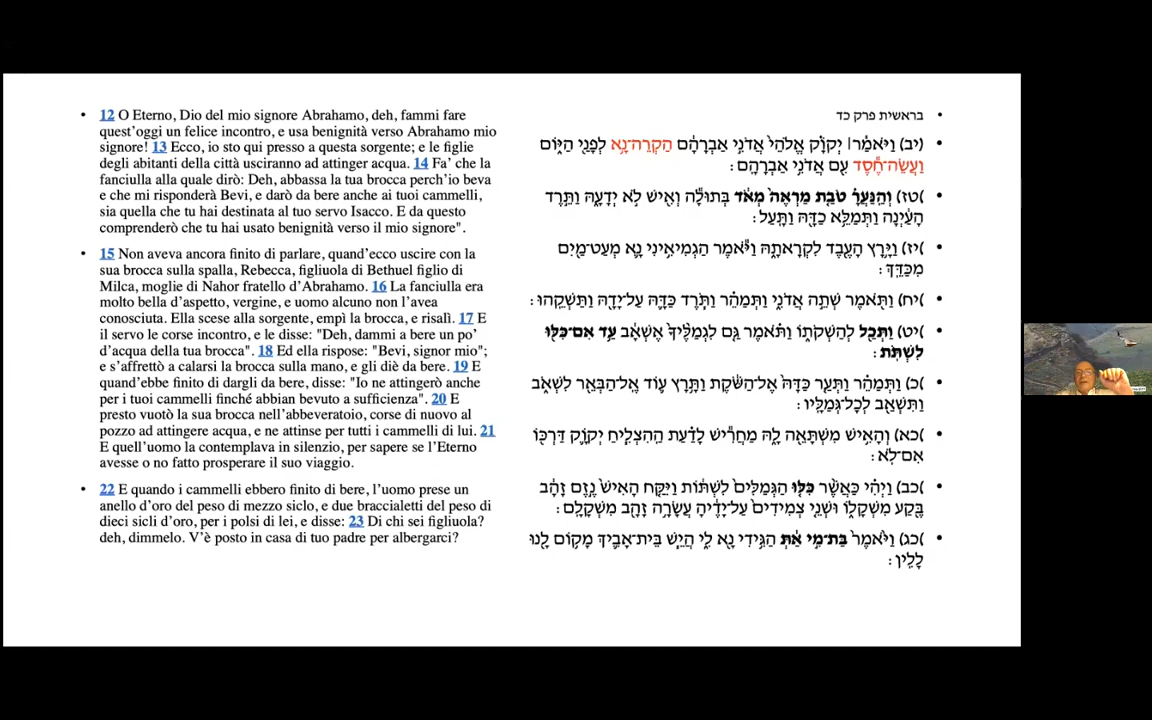 12 O Eterno, Dio del mio signore Abrahamo, deh, fammi fare
quest'oggi un felice incontro, e usa benignità verso Abrahamo mio
signore! 13 Ecco, io sto qui presso a questa sorgente; e le figlie
degli abitanti della città usciranno ad attinger acqua. 14 Fa' che la
fanciulla alla quale dirò: Deh, abbassa la tua brocca perch'io beva
e che mi risponderà Bevi, e darò da bere anche ai tuoi cammelli,
sia quella che tu hai destinata al tuo servo Isacco. E da questo
comprenderò che tu hai usato benignità verso il mio signore".
15 Non aveva ancora finito di parlare, quand'ecco uscire con la
sua brocca sulla spalla, Rebecca, figliuola di Bethuel figlio di
Milca, moglie di Nahor fratello d'Abrahamo. 16 La fanciulla era
molto bella d'aspetto, vergine, e uomo alcuno non l'avea
conosciuta. Ella scese alla sorgente, empì la brocca, e risalì. 17 E
il servo le corse incontro, e le disse: "Deh, dammi a bere un po'
d'acqua della tua brocca". 18 Ed ella rispose: "Bevi, signor mio";
e s'affrettò a calarsi la brocca sulla mano, e gli diè da bere. 19 E
quand'ebbe finito di dargli da bere, disse: "Io ne attingerò anche
per i tuoi cammelli finché abbian bevuto a sufficienza". 20 E
presto vuotò la sua brocca nell'abbeveratoio, corse di nuovo al
pozzo ad attingere acqua, e ne attinse per tutti i cammelli di lui. 21
E quell'uomo la contemplava in silenzio, per sapere se l'Eterno
avesse o no fatto prosperare il suo viaggio.
22 E quando i cammelli ebbero finito di bere, l'uomo prese un
anello d'oro del peso di mezzo siclo, e due braccialetti del peso di
dieci sicli d'oro, per i polsi di lei, e disse: 23 Di chi sei figliuola?
deh, dimmelo. V'è posto in casa di tuo padre per albergarci?
בראשית פרק כד
(יב) וַיֹּאמַ֓ר׀ יְקֹוָ֗ק אֱלֹהֵי֙ אֲדֹנִ֣י אַבְרָהָ֔ם הַקְרֵה־נָ֥א לְפָנַ֖י הַיּ֑וֹם
וַעֲשֵׂה־חֶ֕סֶד עִ֖ם אֲדֹנִ֥י אַבְרָהָֽם:
(טז) וְהַֽנַּעֲרָ֗ טֹבַ֤ת מַרְאֶה֙ מְאֹ֔ד בְּתוּלָ֕ה וְאִ֖ישׁ לֹ֣א יְדָעָ֑הּ וַתֵּ֣רֶד
הָעַ֔יְנָה וַתְּמַלֵּ֥א כַדָּ֖הּ וַתָּֽעַל:
(יז) וַיָּ֥רָץ הָעֶ֖בֶד לִקְרָאתָ֑הּ וַיֹּ֕אמֶר הַגְמִיאִ֥ינִי נָ֛א מְעַט־מַ֖יִם
מִכַּדֵּֽךְ:
(יח) וַתֹּ֖אמֶר שְׁתֵ֣ה אֲדֹנִ֑י וַתְּמַהֵ֗ר וַתֹּ֧רֶד כַּדָּ֛הּ עַל־יָדָ֖הּ וַתַּשְׁקֵֽהוּ:
(יט) וַתְּכַ֖ל לְהַשְׁקֹת֑וֹ וַתֹּ֗אמֶר גַּ֤ם לִגְמַלֶּ֙יךָ֙ אֶשְׁאָ֔ב עַ֥ד אִם־כִּלּ֖וּ
לִשְׁתֹּֽת:
(כ) וַתְּמַהֵ֗ר וַתְּעַ֤ר כַּדָּהּ֙ אֶל־הַשֹּׁ֔קֶת וַתָּ֥רָץ ע֛וֹד אֶֽל־הַבְּאֵ֖ר לִשְׁאֹ֑ב
וַתִּשְׁאַ֖ב לְכָל־גְּמַלָּֽיו:
(כא) וְהָאִ֥ישׁ מִשְׁתָּאֵ֖ה לָ֑הּ מַחֲרִ֕ישׁ לָדַ֗עַת הַֽהִצְלִ֧יחַ יְקֹוָ֛ק דַּרְכּ֖וֹ
אִם־לֹֽא:
(כב) וַיְהִ֗י כַּאֲשֶׁ֨ר כִּלּ֤וּ הַגְּמַלִּים֙ לִשְׁתּ֔וֹת וַיִּקַּ֤ח הָאִישׁ֙ נֶ֣זֶם זָהָ֔ב
בֶּ֖קַע מִשְׁקָל֑וֹ וּשְׁנֵ֤י צְמִידִים֙ עַל־יָדֶ֔יהָ עֲשָׂרָ֥ה זָהָ֖ב מִשְׁקָלָֽם:
(כג) וַיֹּ֙אמֶר֙ בַּת־מִ֣י אַ֔תְּ הַגִּ֥ידִי נָ֖א לִ֑י הֲיֵ֧שׁ בֵּית־אָבִ֛יךְ מָק֥וֹם לָ֖נוּ
לָלִֽין: